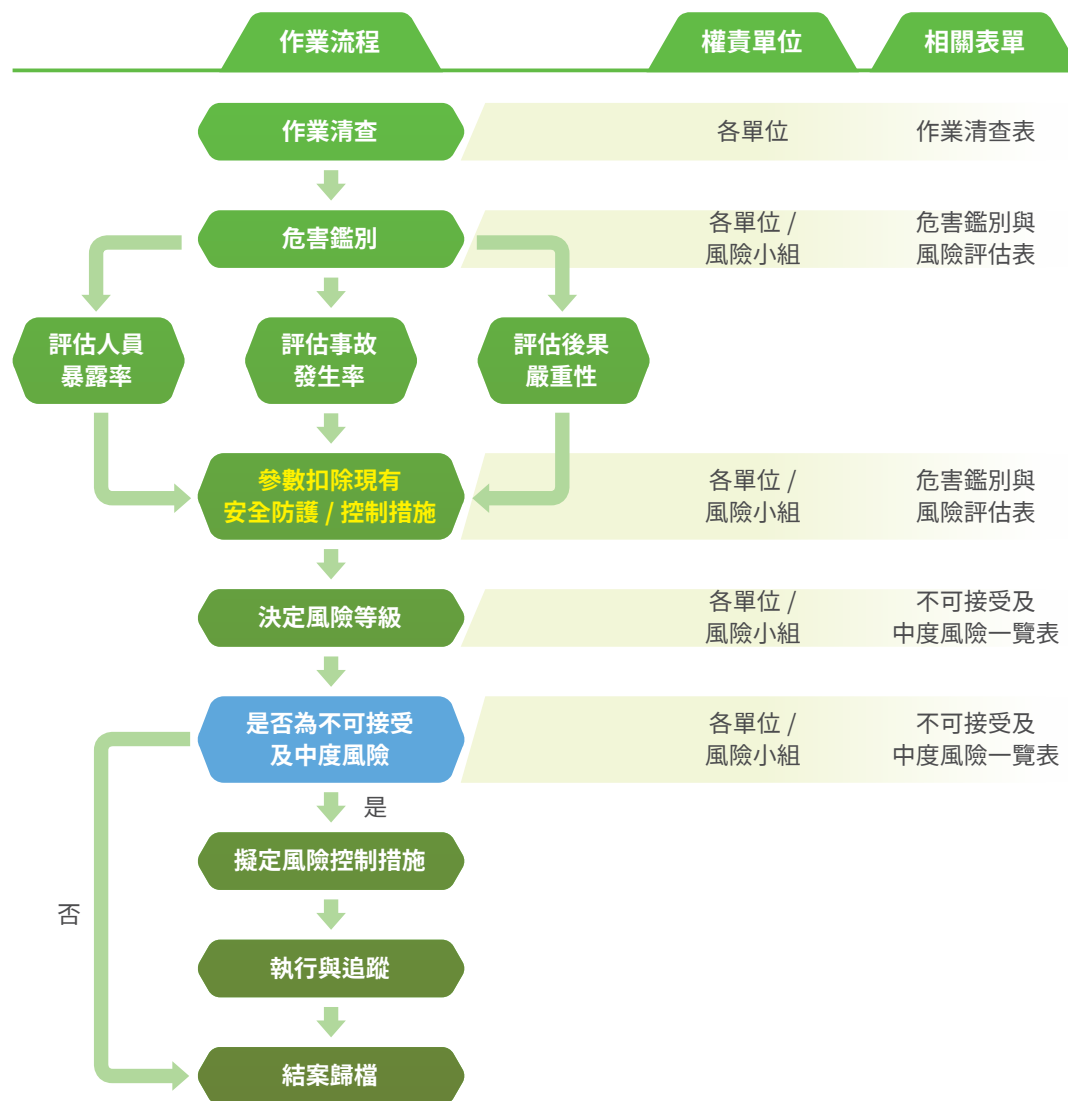 作業流程
權責單位
相關表單
作業清查
各單位
作業清查表
危害鑑別
各單位 /
風險小組
危害鑑別與
風險評估表
評估人員
暴露率
評估事故
發生率
評估後果
嚴重性
參數扣除現有
安全防護 / 控制措施
各單位 /
風險小組
危害鑑別與
風險評估表
決定風險等級
各單位 /
風險小組
不可接受及
中度風險一覽表
是否為不可接受
及中度風險
各單位 /
風險小組
不可接受及
中度風險一覽表
是
擬定風險控制措施
否
執行與追蹤
結案歸檔